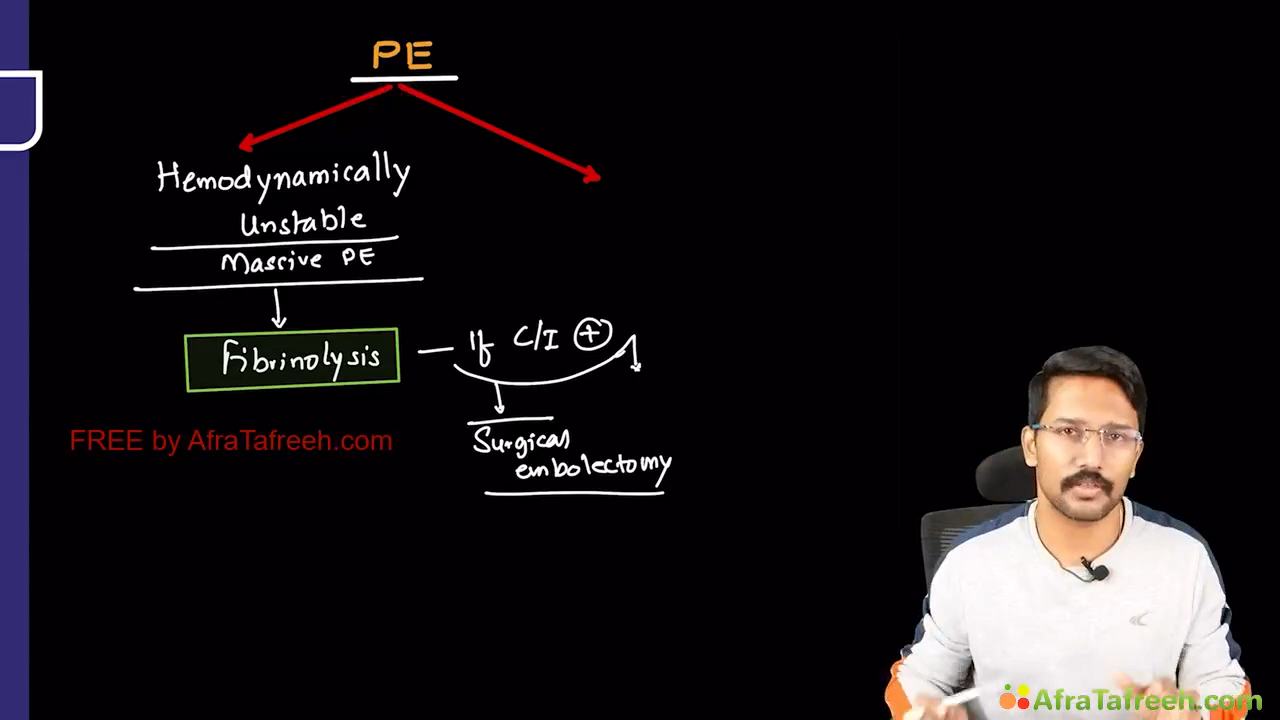 PE
Hemodynamically
Unstable
Massive PE
Fibrinolysis
If C/I +
Surgical
embolectomy
FREE by AfraTafreeh.com
AfraTafreeh.com